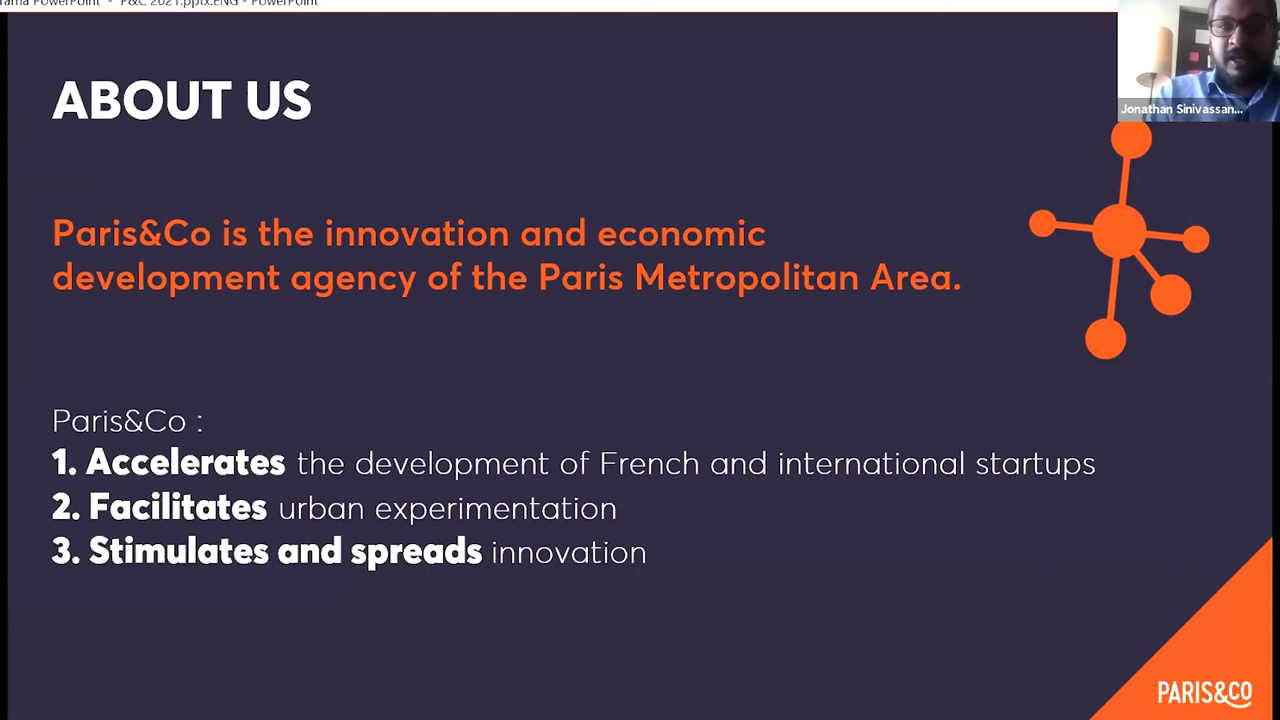 PowerPoint - P&C 2021.pptx.ENG - PowerPoint
Jonathan Sinivassan...
ABOUT US
Paris&Co is the innovation and economic
development agency of the Paris Metropolitan Area.
Paris&Co :
1. Accelerates the development of French and international startups
2. Facilitates urban experimentation
3. Stimulates and spreads innovation
PARIS&CO